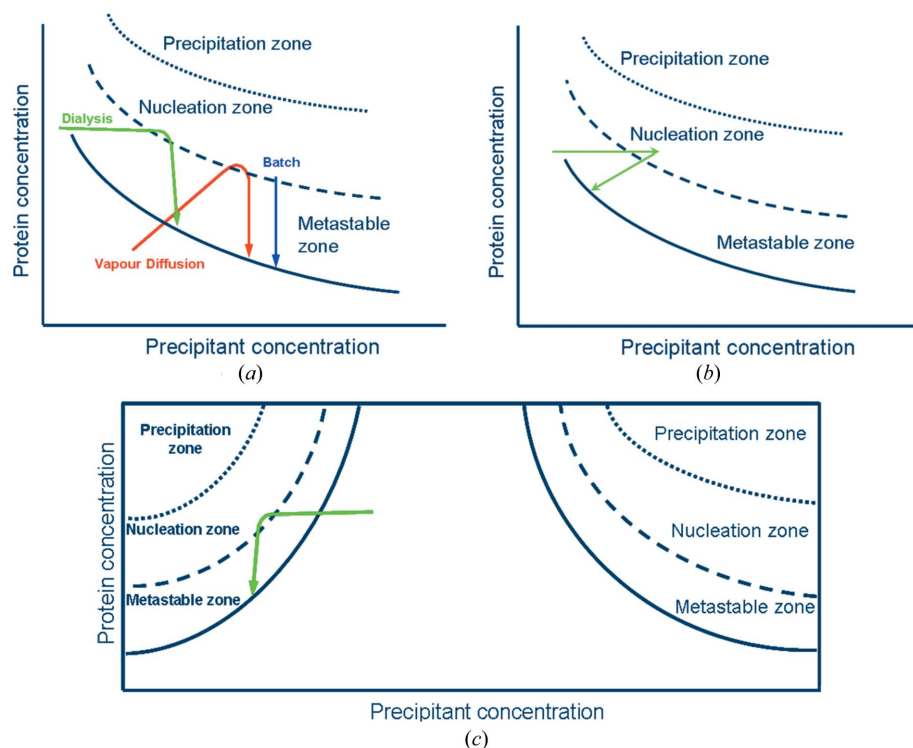 Precipitation zone
Nucleation zone
Dialysis
Batch
Metastable
zone
Vapour Diffusion
Protein concentration
Precipitant concentration
(a)
Precipitation zone
Nucleation zone
Metastable zone
Protein concentration
Precipitant concentration
(b)
Precipitation
zone
Nucleation zone
Metastable zone
Precipitation zone
Nucleation zone
Metastable zone
Protein concentration
Precipitant concentration
(c)